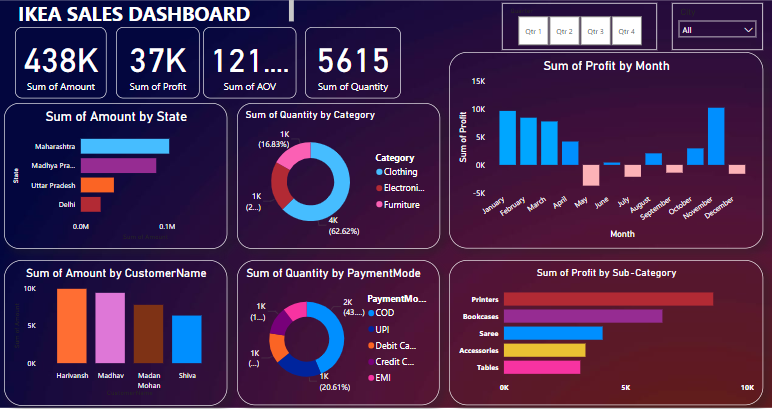 IKEA SALES DASHBOARD
Qtr 1
Qtr 2
Qtr 3
Qtr 4
City
All
438K
Sum of Amount
37K
Sum of Profit
121....
Sum of AOV
5615
Sum of Quantity
Sum of Amount by State
State
Maharashtra
Madhya Pra...
Uttar Pradesh
Delhi
0.0M
0.1M
Sum of Quantity by Category
1K
(16.83%)
1K
(2...)
4K
(62.62%)
Category
Clothing
Electroni...
Furniture
Sum of Profit by Month
Sum of Profit
15K
10K
5K
0K
-5K
January
February
March
April
May
June
July
August
September
October
November
December
Month
Sum of Amount by CustomerName
10K
5K
0K
Harivansh
Madhav
Madan
Mohan
Shiva
Sum of Quantity by PaymentMode
1K
(1...)
1K
(...)
2K
(43....)
1K
(20.61%)
PaymentMo...
COD
UPI
Debit Ca...
Credit C...
EMI
Sum of Profit by Sub-Category
Printers
Bookcases
Saree
Accessories
Tables
0K
5K
10K